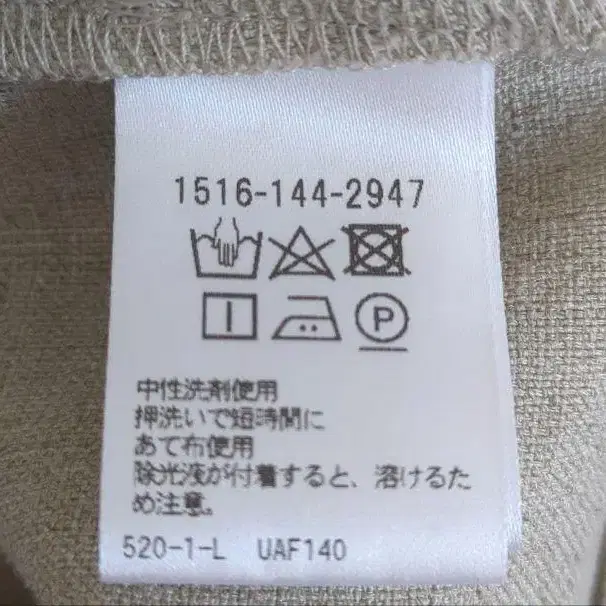 1516-144-2947
P
中性洗剤使用
押洗いで短時間に
あて布使用
除光液が付着すると、溶けるた
め注意。
520-1-L UAF140